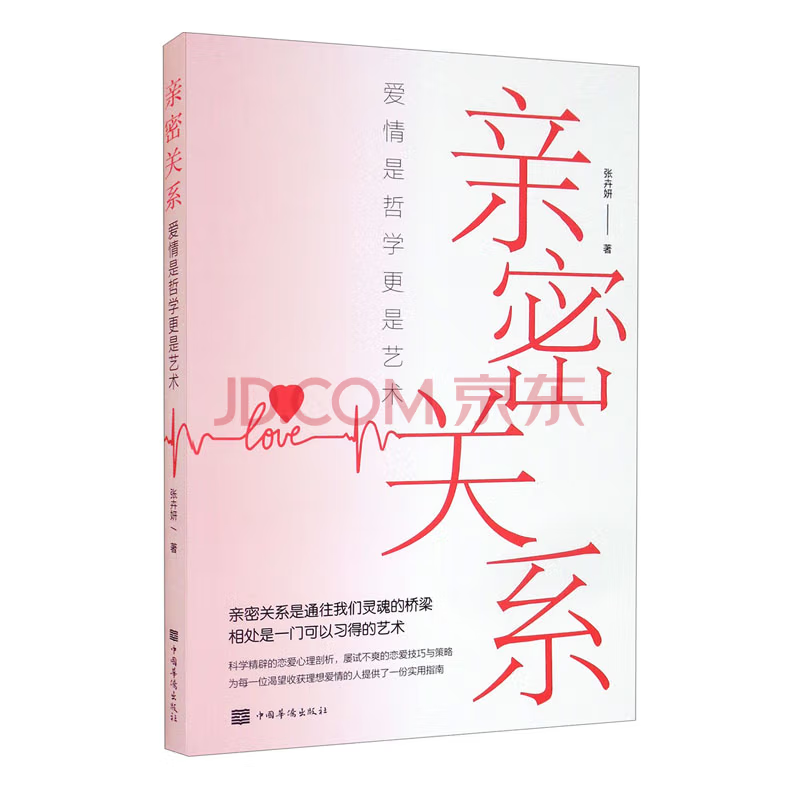 亲密关系
爱情是哲学更是艺术
张卉妍 著
中国华侨出版社
亲密关系
爱情是哲学更是艺术
张卉妍 著
JD.COM 京东
love
亲密关系是通往我们灵魂的桥梁
相处是一门可以习得的艺术
科学精辟的恋爱心理剖析，屡试不爽的恋爱技巧与策略
为每一位渴望收获理想爱情的人提供了一份实用指南
中国华侨出版社